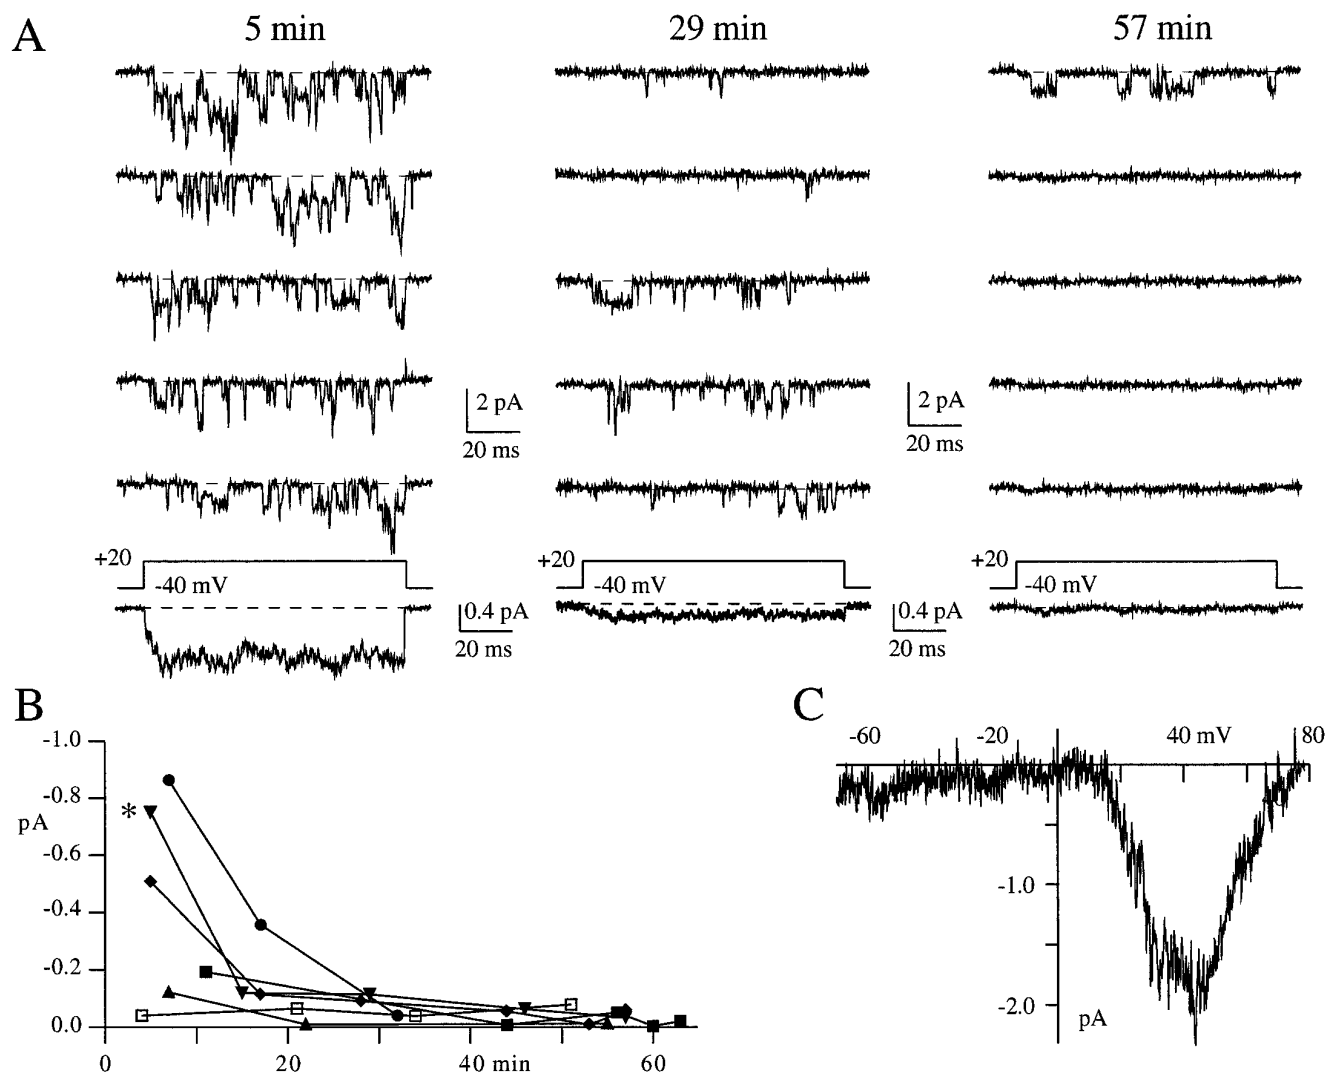 A
5 min 29 min 57 min
2 pA 2 pA
20 ms 20 ms
+20 +20 +20
-40 mV -40 mV -40 mV
0.4 pA 0.4 pA
20 ms 20 ms
B C
-1.0 -60 -20 40 mV 80
-0.8
*
pA
-0.6
-1.0
-0.4
-0.2
-2.0
pA
0.0
0 20 40 min 60